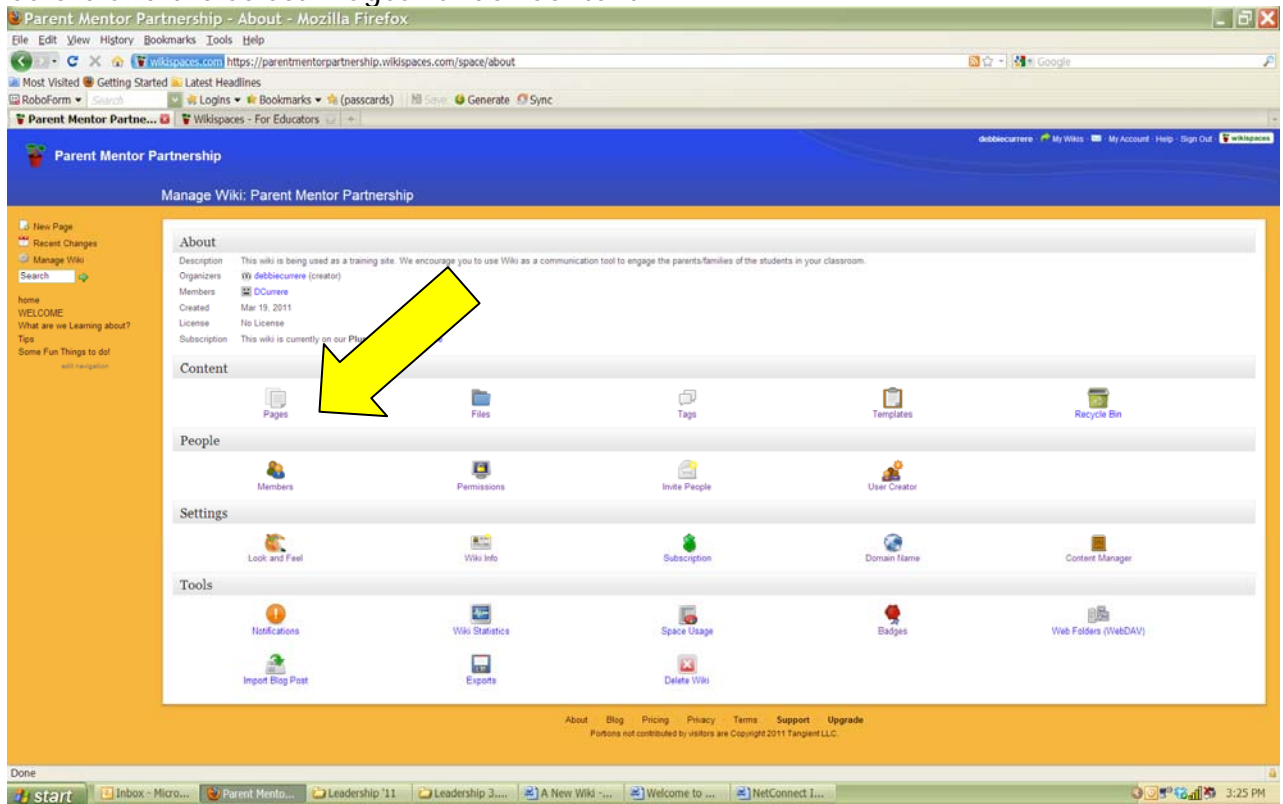 Parent Mentor Partnership - About - Mozilla Firefox
File Edit View History Bookmarks Tools Help
wikispaces.com https://parentmentorpartnership.wikispaces.com/space/about Google
Most Visited Getting Started Latest Headlines
RoboForm Search Logins Bookmarks (passcards) Save Generate Sync
Parent Mentor Partne... Wikispaces - For Educators
debbiecurrere · My Wikis · My Account · Help · Sign Out · wikispaces
Parent Mentor Partnership
Manage Wiki: Parent Mentor Partnership
New Page
Recent Changes
Manage Wiki
Search
home
WELCOME
What are we Learning about?
Tips
Some Fun Things to do!
edit navigation
About
Description This wiki is being used as a training site. We encourage you to use Wiki as a communication tool to engage the parents/families of the students in your classroom.
Organizers debbiecurrere (creator)
Members DCurrere
Created Mar 19, 2011
License No License
Subscription This wiki is currently on our
Content
Pages Files Tags Templates Recycle Bin
People
Members Permissions Invite People User Creator
Settings
Look and Feel Wiki Info Subscription Domain Name Content Manager
Tools
Notifications Wiki Statistics Space Usage Badges Web Folders (WebDAV)
Import Blog Post Exports Delete Wiki
About Blog Pricing Privacy Terms Support Upgrade
Portions not contributed by visitors are Copyright 2011 Tangient LLC.
Done
start Inbox - Micro... Parent Mento... Leadership '11 Leadership 3.... A New Wiki -... Welcome to ... NetConnect I... 3:25 PM